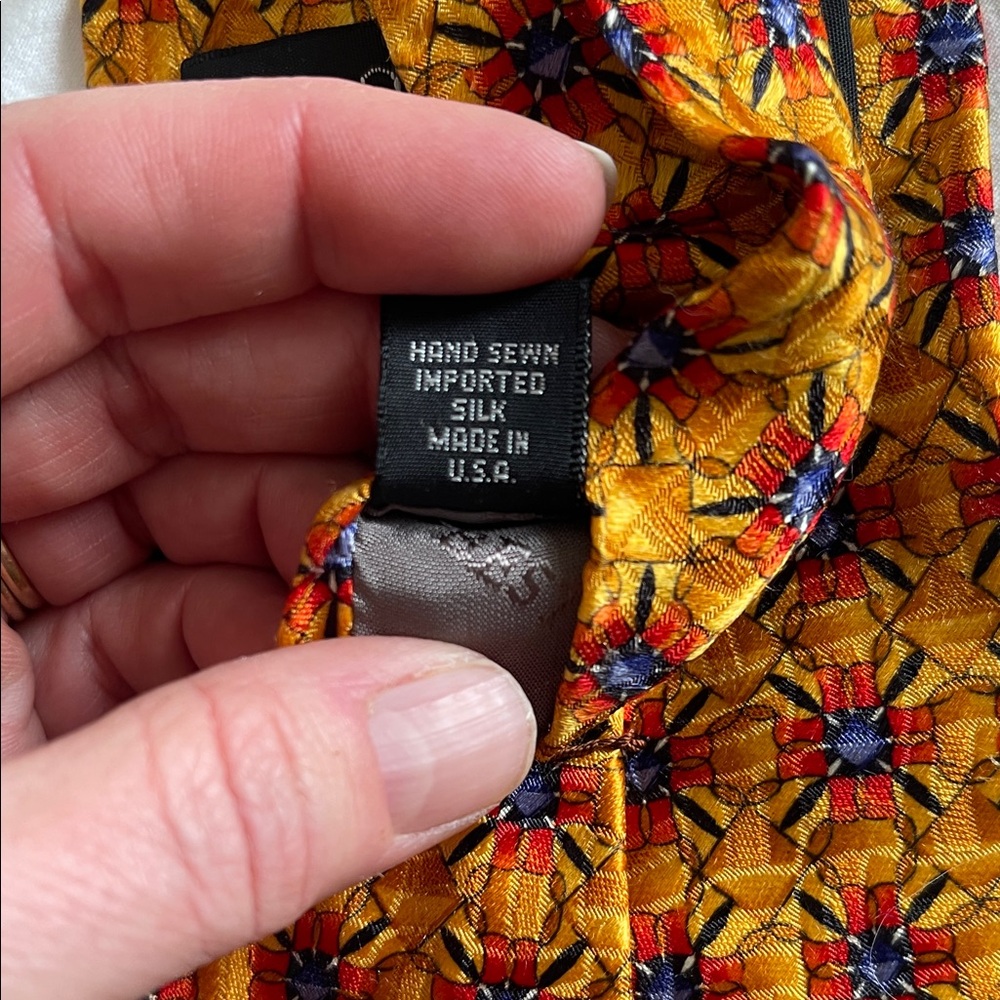 HAND SEWN
IMPORTED
SILK
MADE IN
U.S.A.